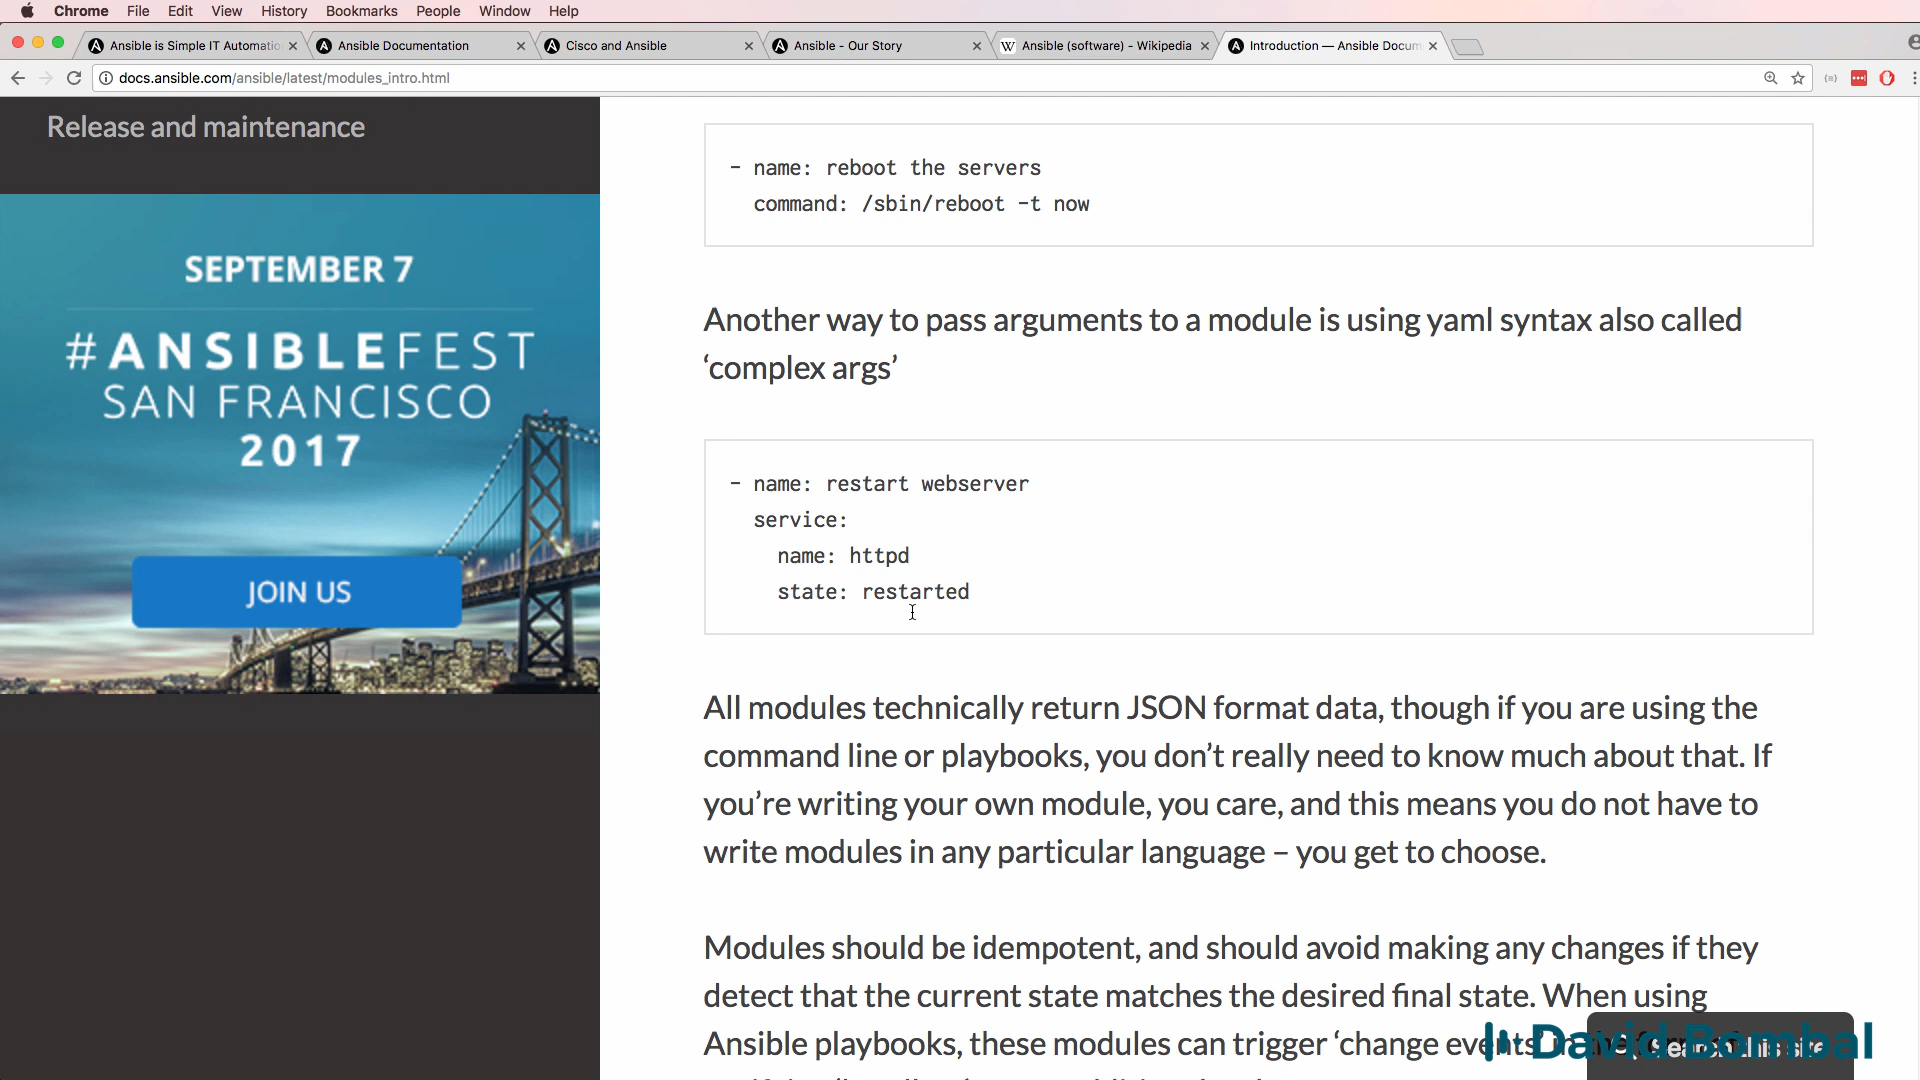 Chrome File Edit View History Bookmarks People Window Help
Ansible is Simple IT Automatio
Ansible Documentation
Cisco and Ansible
Ansible - Our Story
Ansible (software) - Wikipedia
Introduction — Ansible Docum
docs.ansible.com/ansible/latest/modules_intro.html
Release and maintenance
SEPTEMBER 7
#ANSIBLEFEST
SAN FRANCISCO
2017
JOIN US
- name: reboot the servers
command: /sbin/reboot -t now
Another way to pass arguments to a module is using yaml syntax also called
‘complex args’
- name: restart webserver
service:
name: httpd
state: restarted
All modules technically return JSON format data, though if you are using the
command line or playbooks, you don’t really need to know much about that. If
you’re writing your own module, you care, and this means you do not have to
write modules in any particular language – you get to choose.
Modules should be idempotent, and should avoid making any changes if they
detect that the current state matches the desired final state. When using
Ansible playbooks, these modules can trigger ‘change events’
David Bombal
Search this site